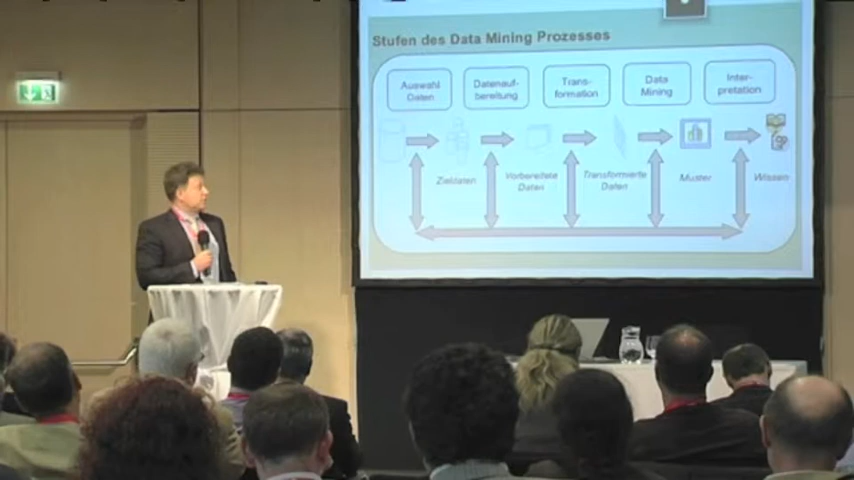 Stufen des Data Mining Prozesses
Auswahl
Daten
Datenauf-
bereitung
Trans-
formation
Data
Mining
Inter-
pretation
Zieldaten
Vorbereitete
Daten
Transformierte
Daten
Muster
Wissen